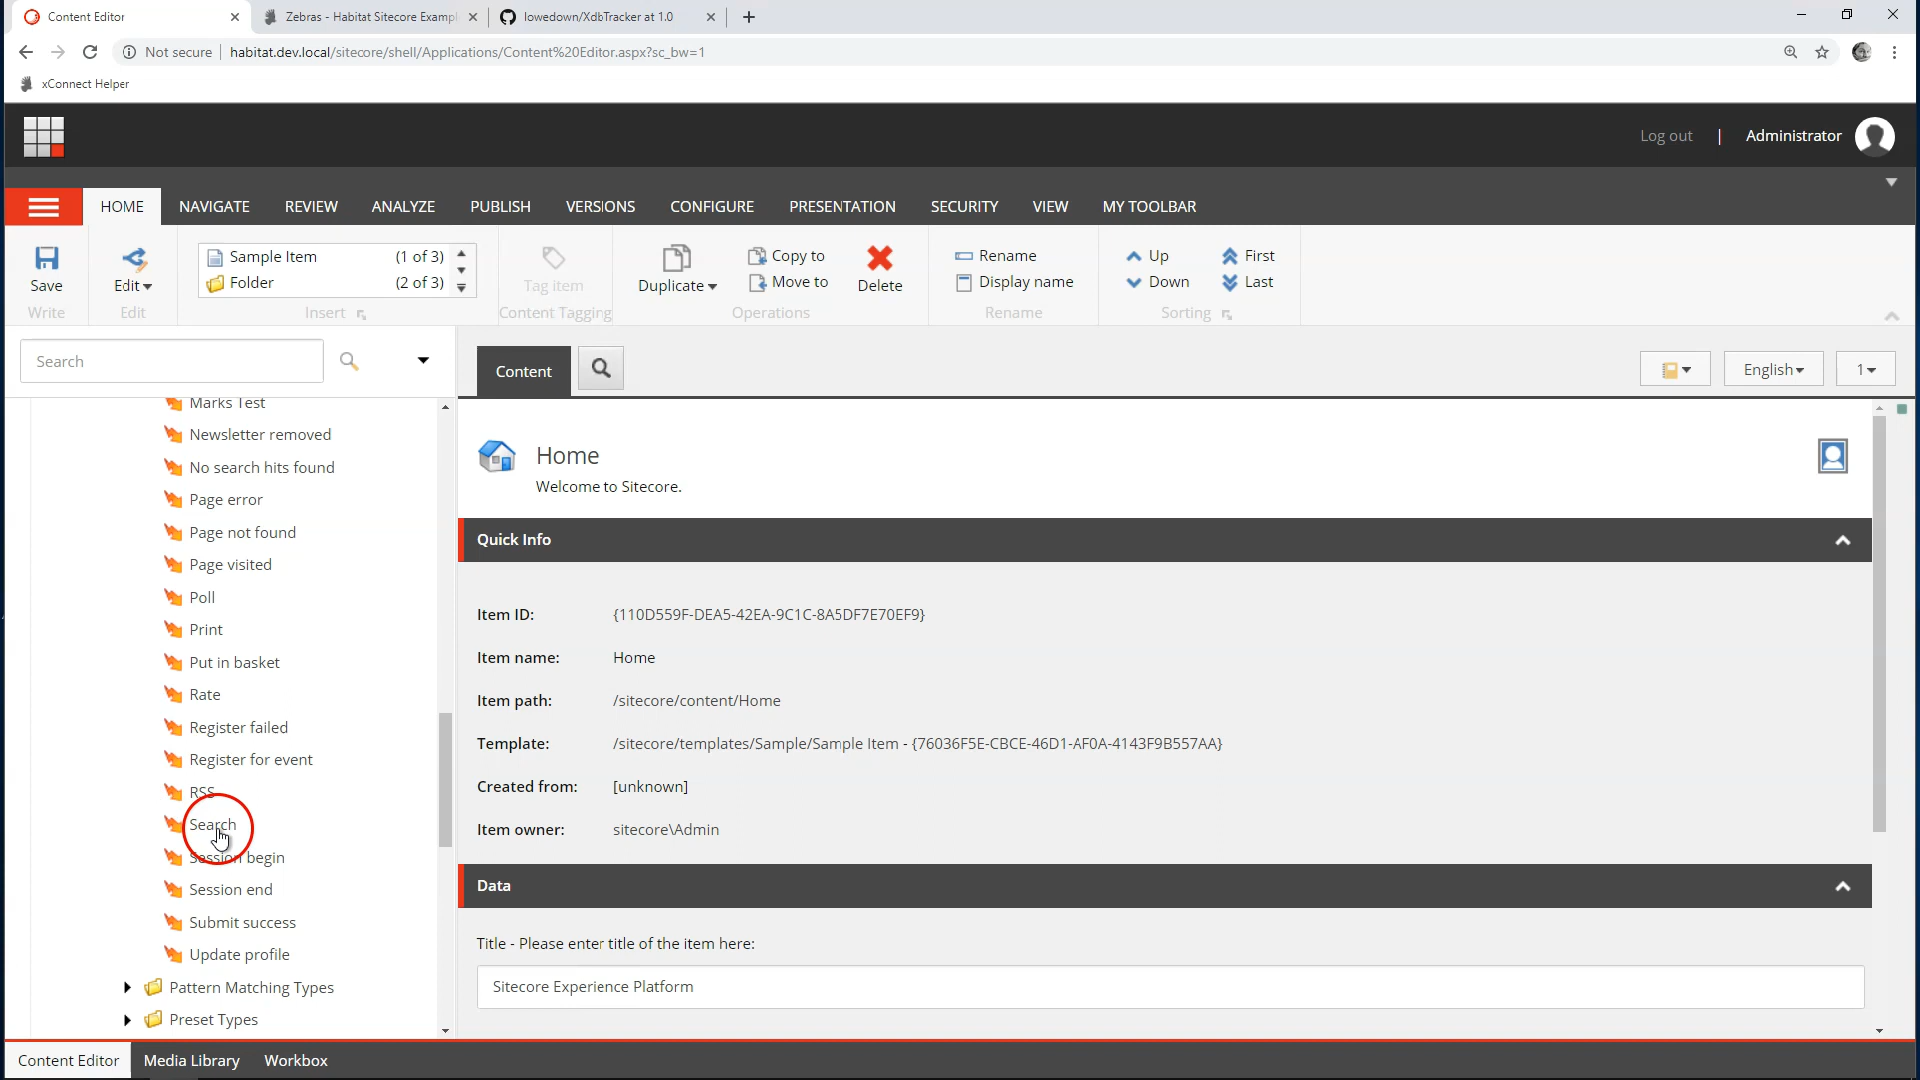 Content Editor
Zebras - Habitat Sitecore Exampl
lowedown/XdbTracker at 1.0
Not secure
habitat.dev.local/sitecore/shell/Applications/Content%20Editor.aspx?sc_bw=1
xConnect Helper
Log out | Administrator
HOME NAVIGATE REVIEW ANALYZE PUBLISH VERSIONS CONFIGURE PRESENTATION SECURITY VIEW MY TOOLBAR
Save
Write
Edit
Edit
Sample Item (1 of 3)
Folder (2 of 3)
Insert
Tag item
Content Tagging
Duplicate
Copy to
Move to
Delete
Operations
Rename
Display name
Rename
Up First
Down Last
Sorting
Search
Content
English
1
Marks Test
Newsletter removed
No search hits found
Page error
Page not found
Page visited
Poll
Print
Put in basket
Rate
Register failed
Register for event
RSS
Search
Session begin
Session end
Submit success
Update profile
Pattern Matching Types
Preset Types
Home
Welcome to Sitecore.
Quick Info
Item ID: {110D559F-DEA5-42EA-9C1C-8A5DF7E70EF9}
Item name: Home
Item path: /sitecore/content/Home
Template: /sitecore/templates/Sample/Sample Item - {76036F5E-CBCE-46D1-AF0A-4143F9B557AA}
Created from: [unknown]
Item owner: sitecore\Admin
Data
Title - Please enter title of the item here:
Sitecore Experience Platform
Content Editor Media Library Workbox